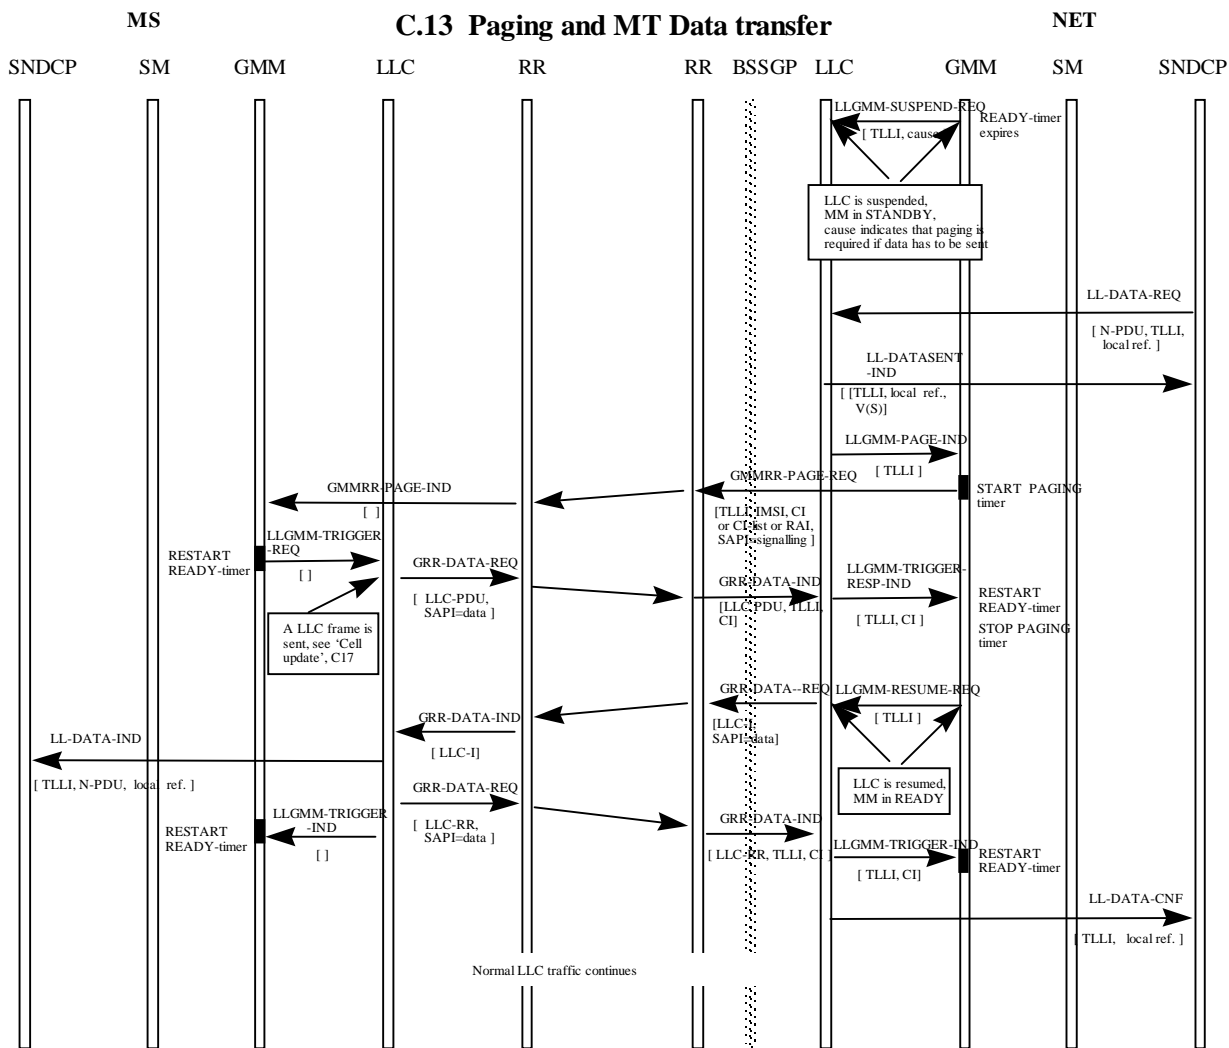 MS
C.13 Paging and MT Data transfer
NET
SNDCP SM GMM LLC RR RR BSSGP LLC GMM SM SNDCP
LLGMM-SUSPEND-REQ
[ TLLI, cause
READY-timer
expires
LLC is suspended,
MM in STANDBY,
cause indicates that paging is
required if data has to be sent
LL-DATA-REQ
[ N-PDU, TLLI,
local ref. ]
LL-DATASENT
-IND
[ [TLLI, local ref.,
V(S)]
LLGMM-PAGE-IND
[ TLLI ]
GMMRR-PAGE-REQ
GMMRR-PAGE-IND
[ ]
START PAGING
timer
[TLLI, IMSI, CI
or CI-list or RAI,
SAPI=signalling ]
LLGMM-TRIGGER
-REQ
[ ]
RESTART
READY-timer
GRR-DATA-REQ
[ LLC-PDU,
SAPI=data ]
GRR-DATA-IND
[LLC-PDU, TLLI,
CI]
LLGMM-TRIGGER-
RESP-IND
[TLLI, CI ]
RESTART
READY-timer
STOP PAGING
timer
A LLC frame is
sent, see ‘Cell
update’, C17
GRR-DATA--REQ
LLGMM-RESUME-REQ
[ TLLI ]
[LLC-I,
SAPI=data]
GRR-DATA-IND
[ LLC-I]
LL-DATA-IND
[ TLLI, N-PDU, local ref. ]
LLC is resumed,
MM in READY
GRR-DATA-REQ
[ LLC-RR,
SAPI=data ]
LLGMM-TRIGGER
-IND
[ ]
RESTART
READY-timer
GRR-DATA-IND
[ LLC-RR, TLLI, CI ]
LLGMM-TRIGGER-IND
[ TLLI, CI]
RESTART
READY-timer
LL-DATA-CNF
[ TLLI, local ref. ]
Normal LLC traffic continues